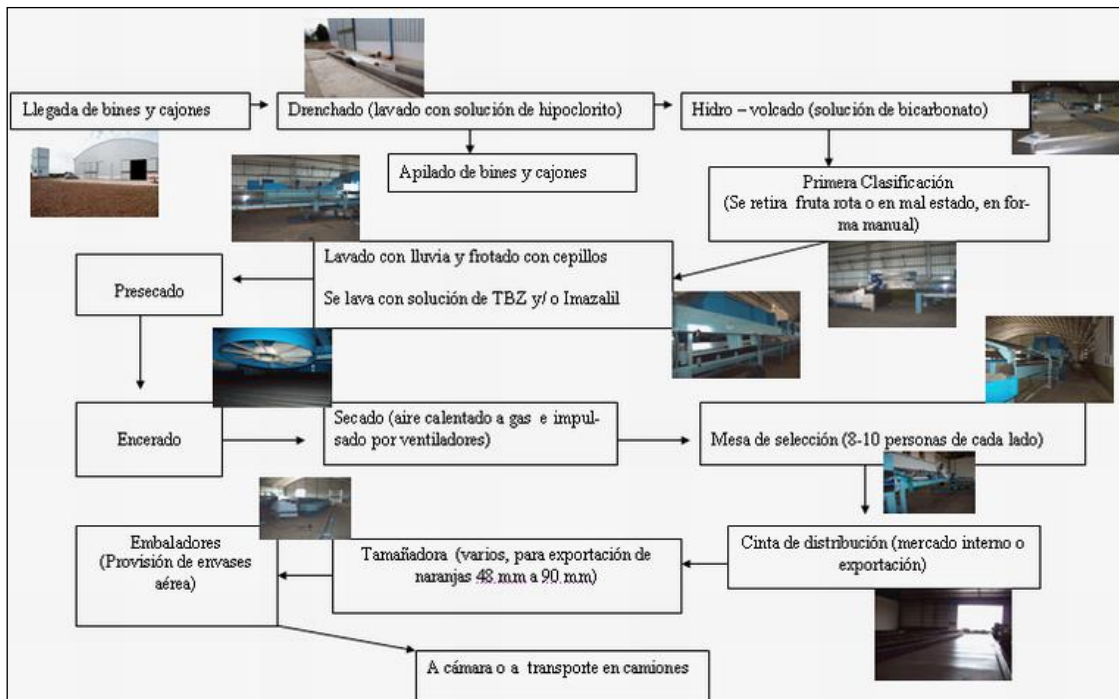 Llegada de bines y cajones
Drenchado (lavado con solución de hipoclorito)
Hidro – volcado (solución de bicarbonato)
Apilado de bines y cajones
Primera Clasificación
(Se retira fruta rota o en mal estado, en for-
ma manual)
Lavado con lluvia y frotado con cepillos
Se lava con solución de TBZ y/ o Imazalil
Presecado
Encerado
Secado (aire calentado a gas e impul-
sado por ventiladores)
Mesa de selección (8-10 personas de cada lado)
Cinta de distribución (mercado interno o
exportación)
Tamañadora (varios, para exportación de
naranjas 48 mm a 90 mm)
Embaladores
(Provisión de envases
aérea)
A cámara o a transporte en camiones